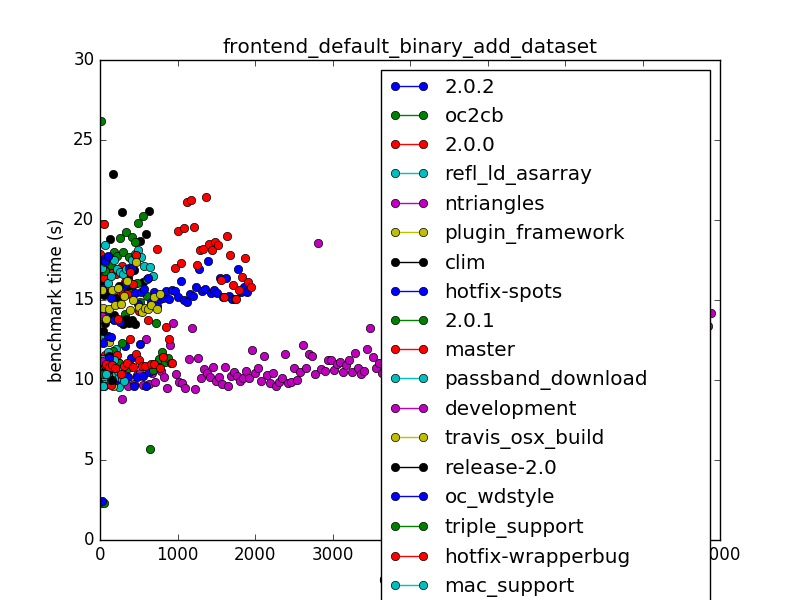 frontend_default_binary_add_dataset
benchmark time (s)
30
25
20
15
10
5
0
0
1000
2000
3000
000
2.0.2
oc2cb
2.0.0
refl_ld_asarray
ntriangles
plugin_framework
clim
hotfix-spots
2.0.1
master
passband_download
development
travis_osx_build
release-2.0
oc_wdstyle
triple_support
hotfix-wrapperbug
mac_support